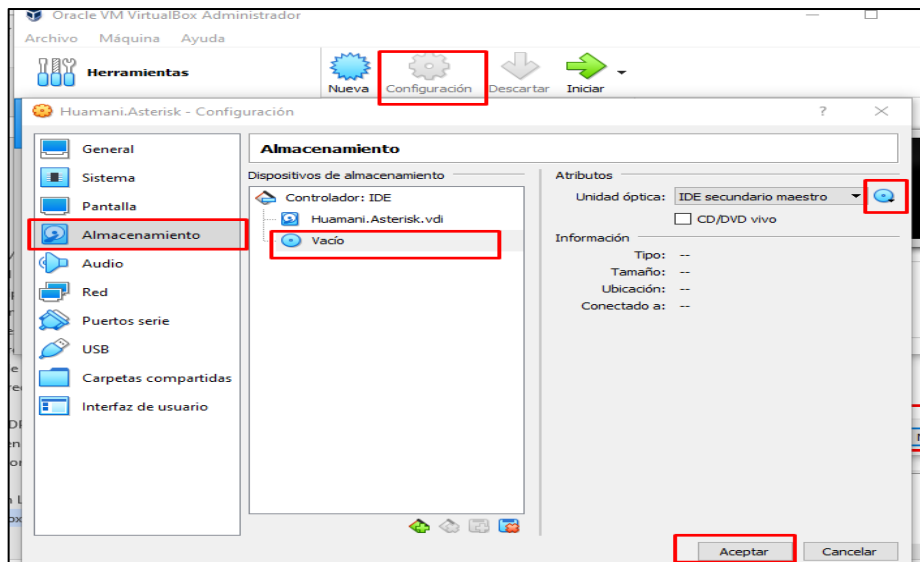 Oracle VM VirtualBox Administrador
Archivo Máquina Ayuda
Herramientas
Nueva Configuración Descartar Iniciar
Huamani.Asterisk - Configuración
General
Sistema
Pantalla
Almacenamiento
Audio
Red
Puertos serie
USB
Carpetas compartidas
Interfaz de usuario
Almacenamiento
Dispositivos de almacenamiento
Controlador: IDE
Huamani.Asterisk.vdi
Vacío
Atributos
Unidad óptica: IDE secundario maestro
CD/DVD vivo
Información
Tipo: --
Tamaño: --
Ubicación: --
Conectado a: --
Aceptar Cancelar